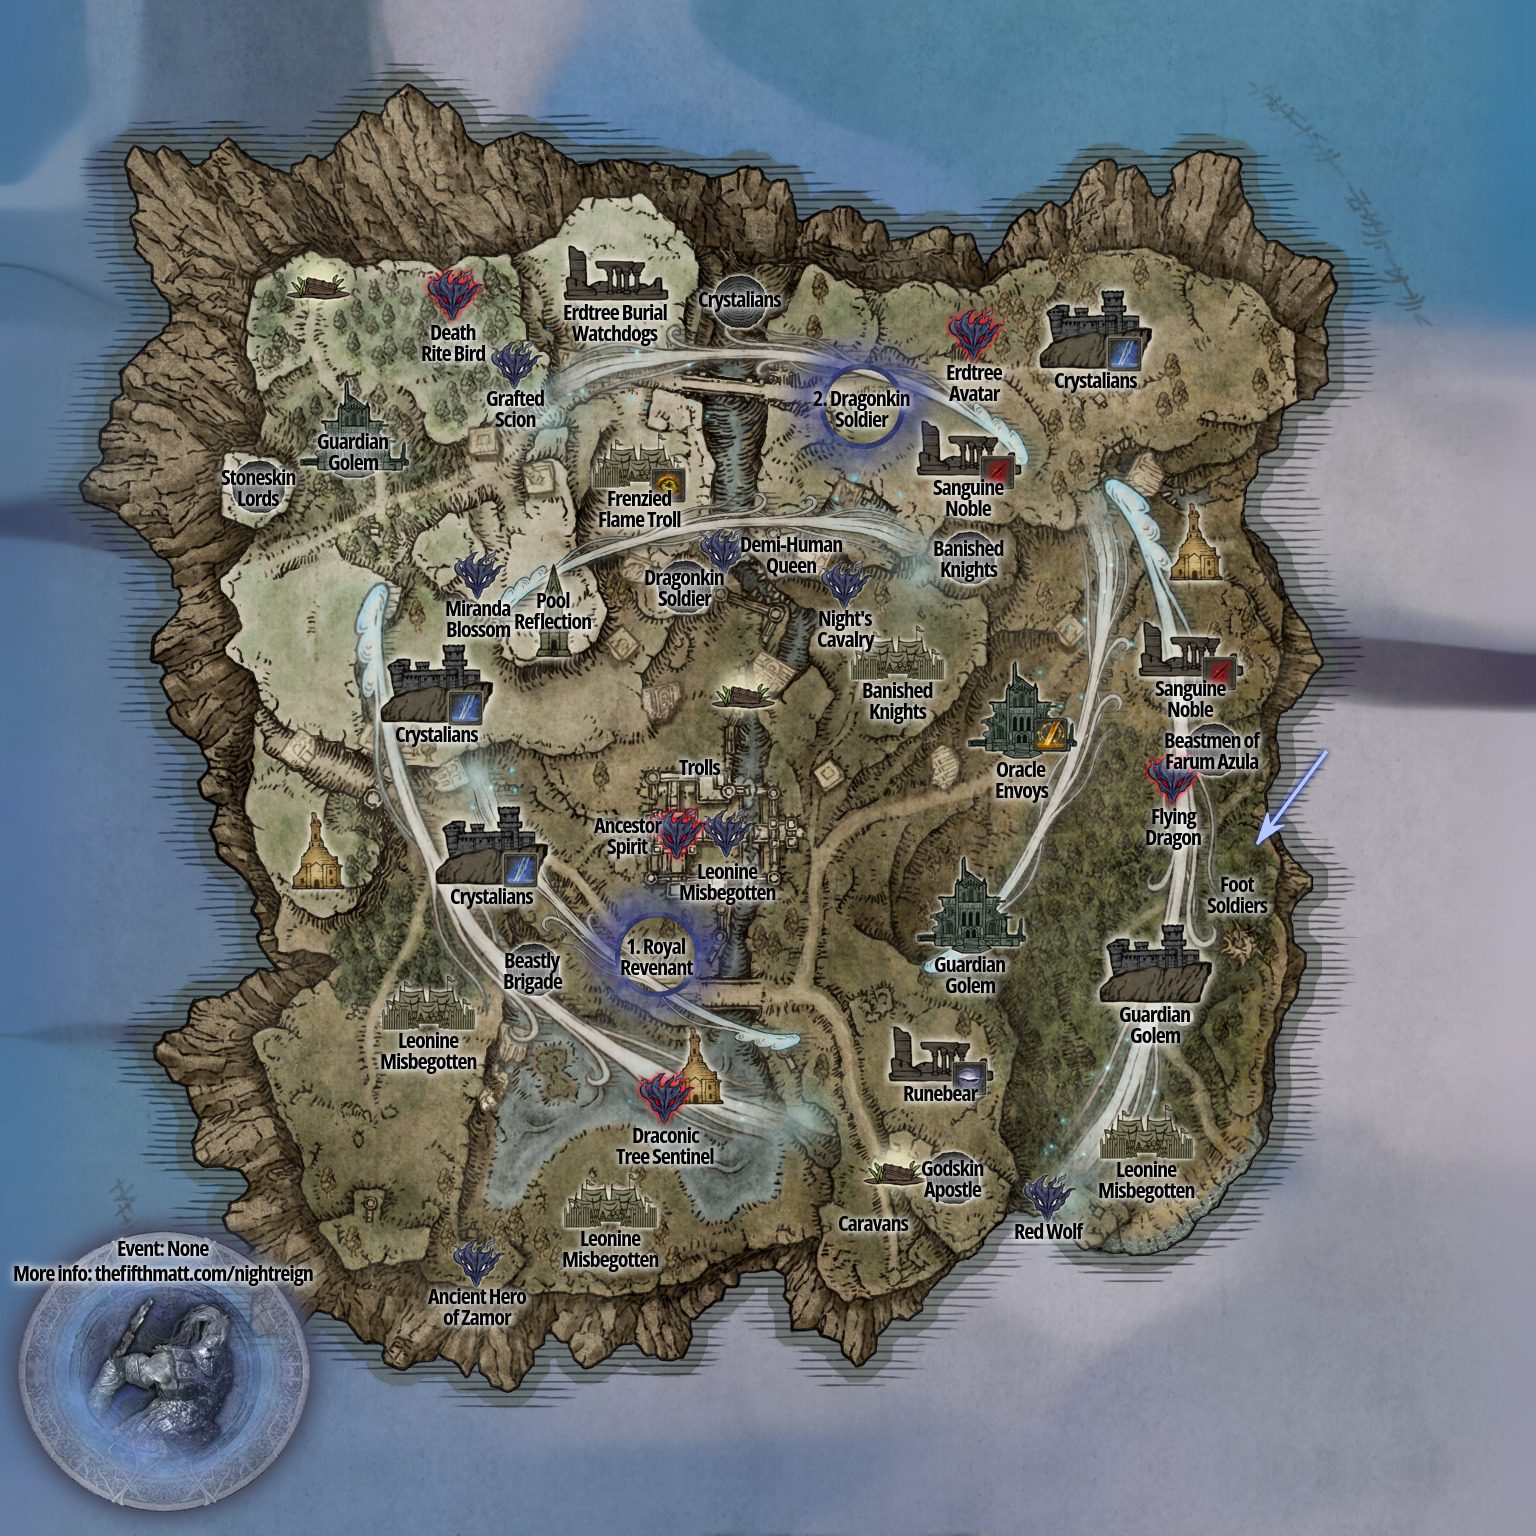 Death
Rite Bird
Erdtree Burial
Watchdogs
Crystalians
Grafted
Scion
Erdtree
Avatar
Crystalians
2. Dragonkin
Soldier
Guardian
Golem
Stoneskin
Lords
Frenzied
Flame Troll
Sanguine
Noble
Demi-Human
Queen
Banished
Knights
Dragonkin
Soldier
Miranda
Blossom
Pool
Reflection
Night's
Cavalry
Banished
Knights
Sanguine
Noble
Crystalians
Beastmen of
Farum Azula
Trolls
Oracle
Envoys
Ancestor
Spirit
Flying
Dragon
Leonine
Misbegotten
Crystalians
Foot
Soldiers
1. Royal
Revenant
Beastly
Brigade
Guardian
Golem
Guardian
Golem
Leonine
Misbegotten
Runebear
Draconic
Tree Sentinel
Godskin
Apostle
Leonine
Misbegotten
Caravans
Red Wolf
Leonine
Misbegotten
Ancient Hero
of Zamor
Event: None
More info: thefifthmatt.com/nightreign